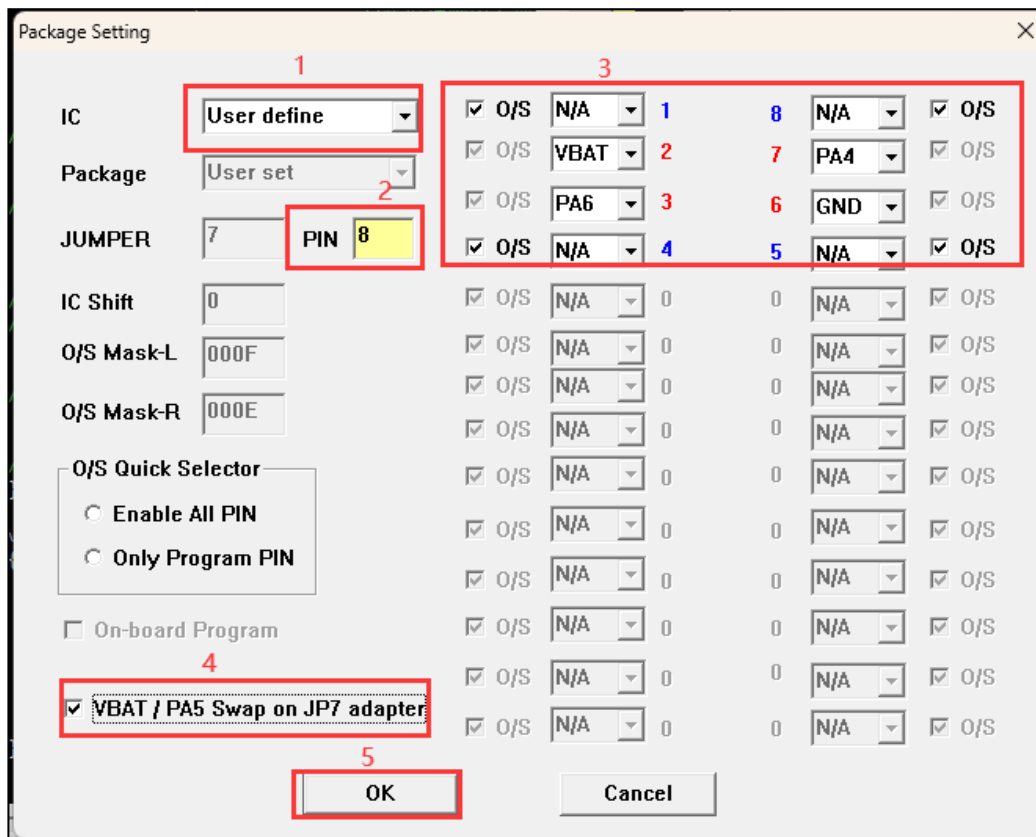 Package Setting
1
3
IC User define
O/S N/A 1 8 N/A O/S
O/S VBAT 2 7 PA4 O/S
Package User set
2
O/S PA6 3 6 GND O/S
JUMPER 7 PIN 8
O/S N/A 4 5 N/A O/S
IC Shift 0
O/S N/A 0 0 N/A O/S
O/S Mask-L 000F
O/S N/A 0 0 N/A O/S
O/S N/A 0 0 N/A O/S
O/S Mask-R 000E
O/S N/A 0 0 N/A O/S
O/S Quick Selector
O/S N/A 0 0 N/A O/S
Enable All PIN
O/S N/A 0 0 N/A O/S
Only Program PIN
O/S N/A 0 0 N/A O/S
On-board Program
O/S N/A 0 0 N/A O/S
4
O/S N/A 0 0 N/A O/S
VBAT / PA5 Swap on JP7 adapter
O/S N/A 0 0 N/A O/S
5
OK Cancel